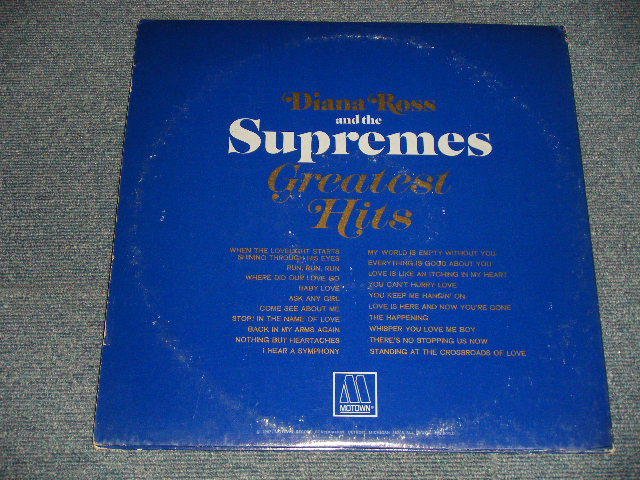 Diana Ross
and the
Supremes
Greatest
Hits
WHEN THE LOVELIGHT STARTS
SHINING THROUGH HIS EYES
RUN, RUN, RUN
WHERE DID OUR LOVE GO
BABY LOVE
ASK ANY GIRL
COME SEE ABOUT ME
STOP! IN THE NAME OF LOVE
BACK IN MY ARMS AGAIN
NOTHING BUT HEARTACHES
I HEAR A SYMPHONY
MY WORLD IS EMPTY WITHOUT YOU
EVERYTHING IS GOOD ABOUT YOU
LOVE IS LIKE AN ITCHING IN MY HEART
YOU CAN'T HURRY LOVE
YOU KEEP ME HANGIN' ON
LOVE IS HERE AND NOW YOU'RE GONE
THE HAPPENING
WHISPER YOU LOVE ME BOY
THERE'S NO STOPPING US NOW
STANDING AT THE CROSSROADS OF LOVE
M
MOTOWN